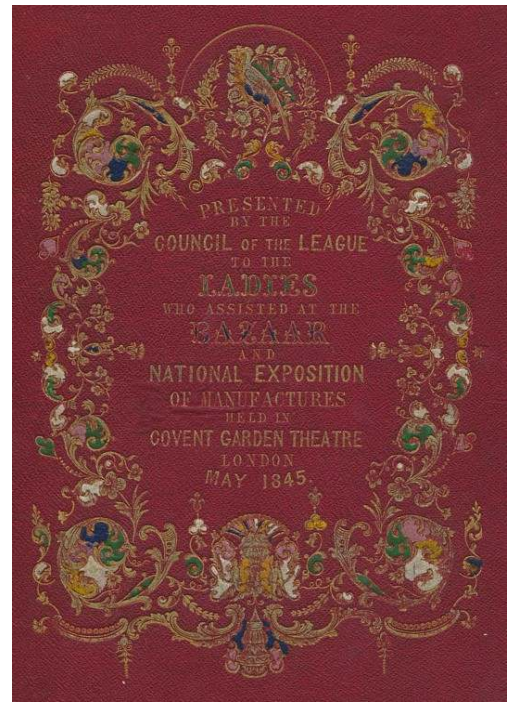 PRESENTED
BY THE
COUNCIL OF THE LEAGUE
TO THE
LADIES
WHO ASSISTED AT THE
BAZAAR
AND
NATIONAL EXPOSITION
OF MANUFACTURES
HELD IN
COVENT GARDEN THEATRE
LONDON
MAY 1845.